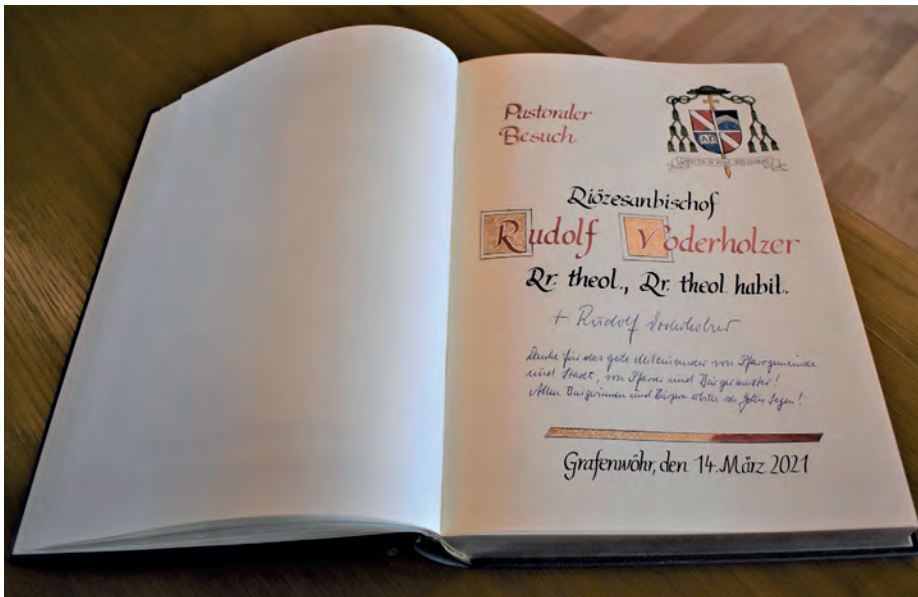 Pastoraler
Besuch
Diözesanbischof
Rudolf Voderholzer
Dr. theol., Dr. theol. habil.
+ Rudolf Voderholzer
Danke für das gute Miteinander von Pfarrgemeinde
und Stadt, von Pfarrer und Bürgermeister!
Allen Bürgerinnen und Bürgern erbitte ich Gottes Segen!
Grafenwöhr, den 14. März 2021